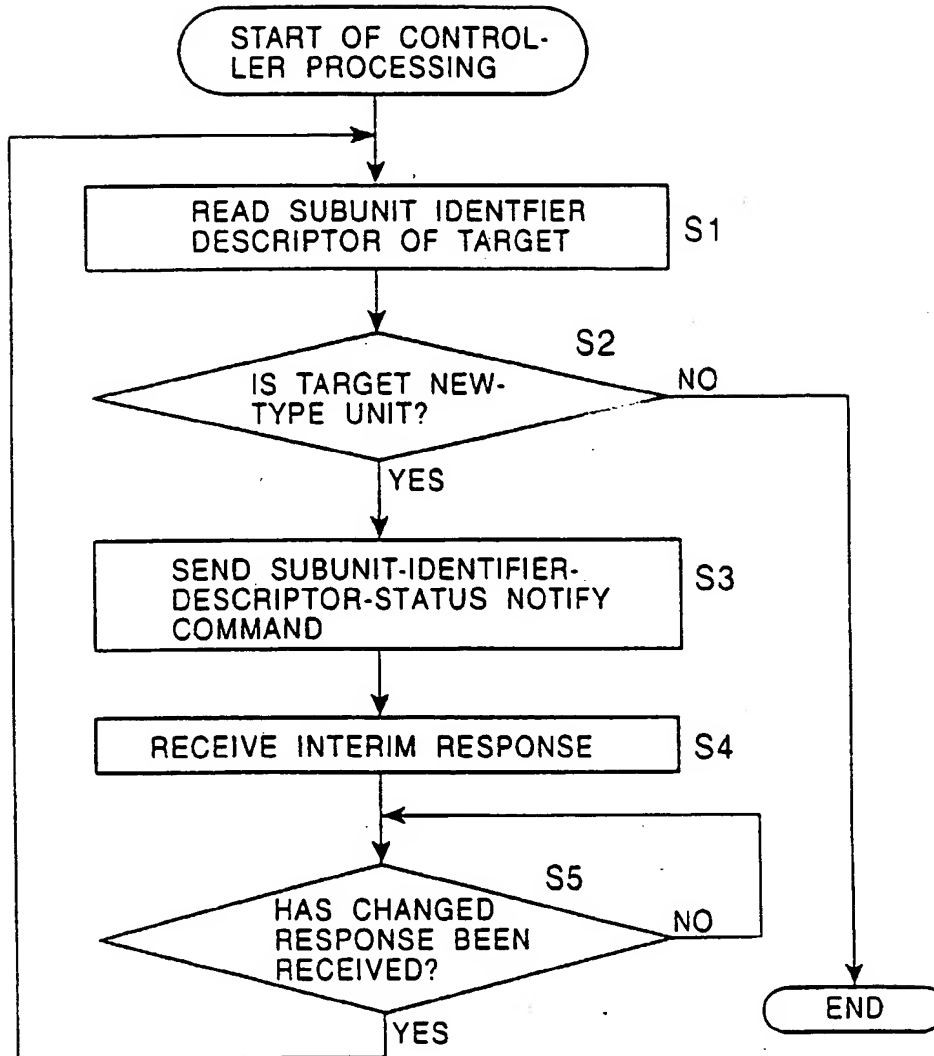 START OF CONTROL-
LER PROCESSING
READ SUBUNIT IDENTFIER
DESCRIPTOR OF TARGET
S1
S2
IS TARGET NEW-
TYPE UNIT?
NO
YES
SEND SUBUNIT-IDENTIFIER-
DESCRIPTOR-STATUS NOTIFY
COMMAND
S3
RECEIVE INTERIM RESPONSE
S4
S5
HAS CHANGED
RESPONSE BEEN
RECEIVED?
NO
YES
END